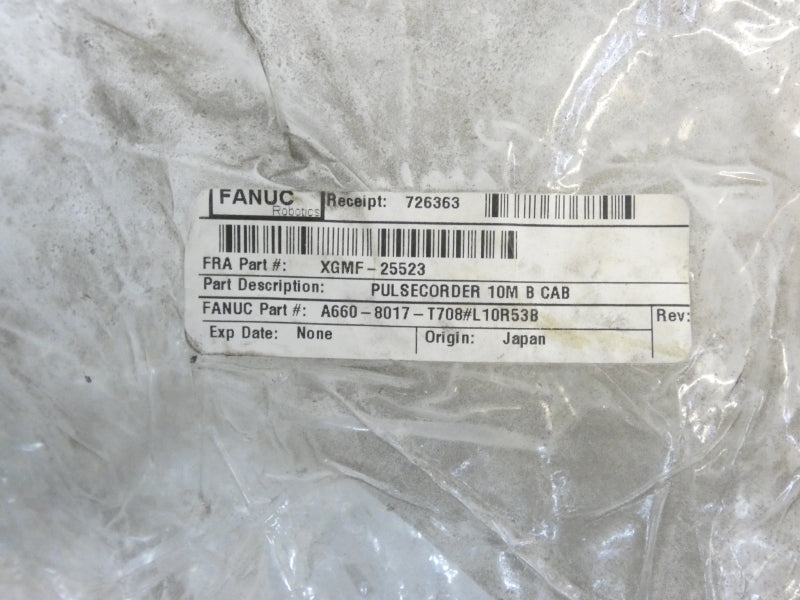 FANUC
Robotics
Receipt: 726363
FRA Part #: XGMF-25523
Part Description: PULSECORDER 10M B CAB
FANUC Part #: A660-8017-T708#L10R53B Rev:
Exp Date: None Origin: Japan